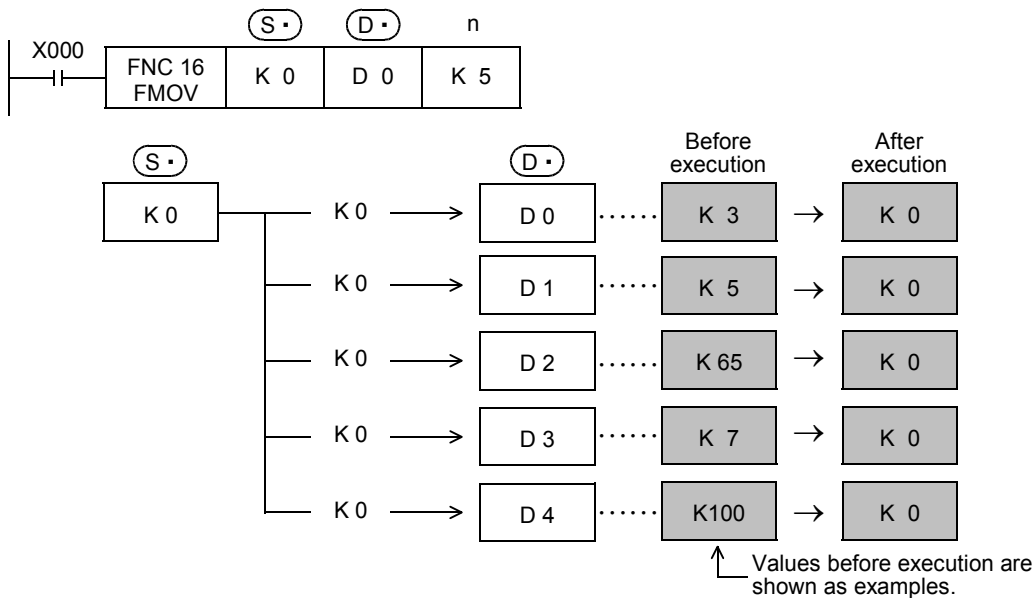 S· D· n
X000
FNC 16
FMOV
K 0 D 0 K 5
S· D· Before
execution After
execution
K 0 K 0 D 0 ...... K 3 → K 0
K 0 D 1 ...... K 5 → K 0
K 0 D 2 ...... K 65 → K 0
K 0 D 3 ...... K 7 → K 0
K 0 D 4 ...... K100 → K 0
Values before execution are
shown as examples.